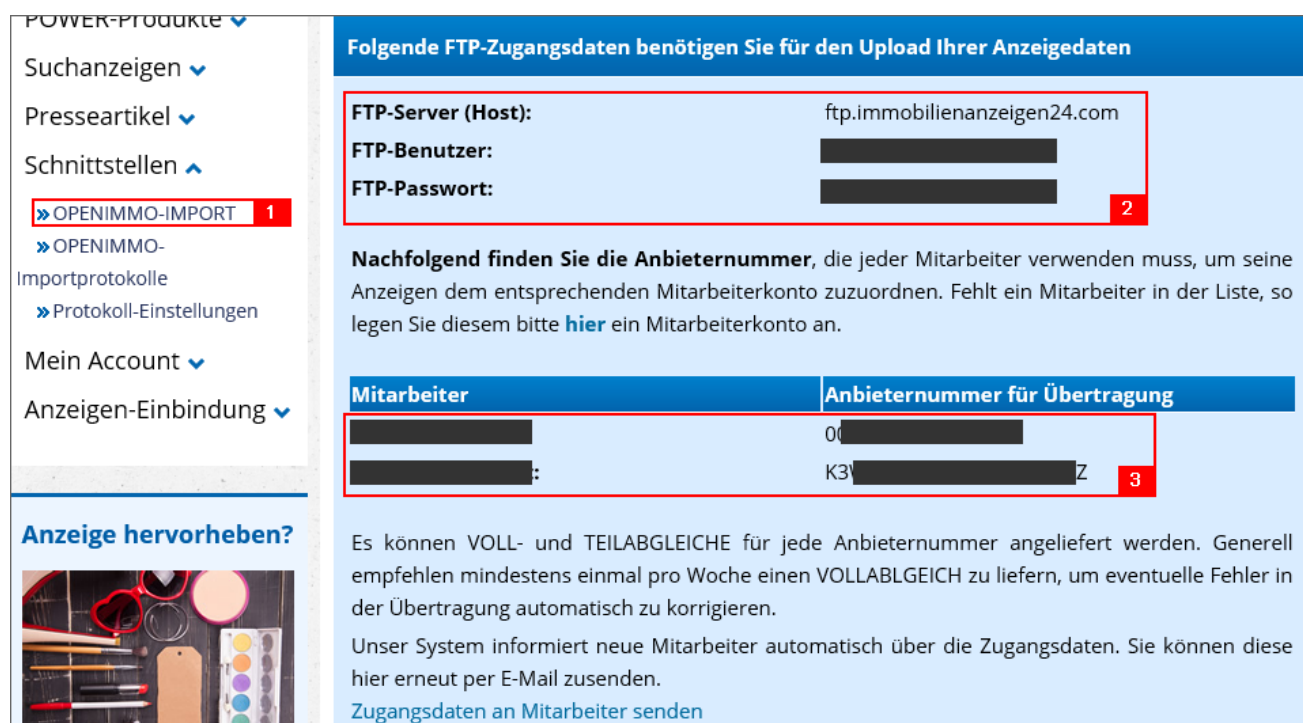 POWER-Produkte
Suchanzeigen
Presseartikel
Schnittstellen
» OPENIMMO-IMPORT 1
» OPENIMMO-
Importprotokolle
» Protokoll-Einstellungen
Mein Account
Anzeigen-Einbindung
Anzeige hervorheben?
Folgende FTP-Zugangsdaten benötigen Sie für den Upload Ihrer Anzeigedaten
FTP-Server (Host): ftp.immobilienanzeigen24.com
FTP-Benutzer:
FTP-Passwort:
2
Nachfolgend finden Sie die Anbieternummer, die jeder Mitarbeiter verwenden muss, um seine
Anzeigen dem entsprechenden Mitarbeiterkonto zuzuordnen. Fehlt ein Mitarbeiter in der Liste, so
legen Sie diesem bitte hier ein Mitarbeiterkonto an.
Mitarbeiter Anbieternummer für Übertragung
: Z
3
Es können VOLL- und TEILABGLEICHE für jede Anbieternummer angeliefert werden. Generell
empfehlen mindestens einmal pro Woche einen VOLLABLGEICH zu liefern, um eventuelle Fehler in
der Übertragung automatisch zu korrigieren.
Unser System informiert neue Mitarbeiter automatisch über die Zugangsdaten. Sie können diese
hier erneut per E-Mail zusenden.
Zugangsdaten an Mitarbeiter senden